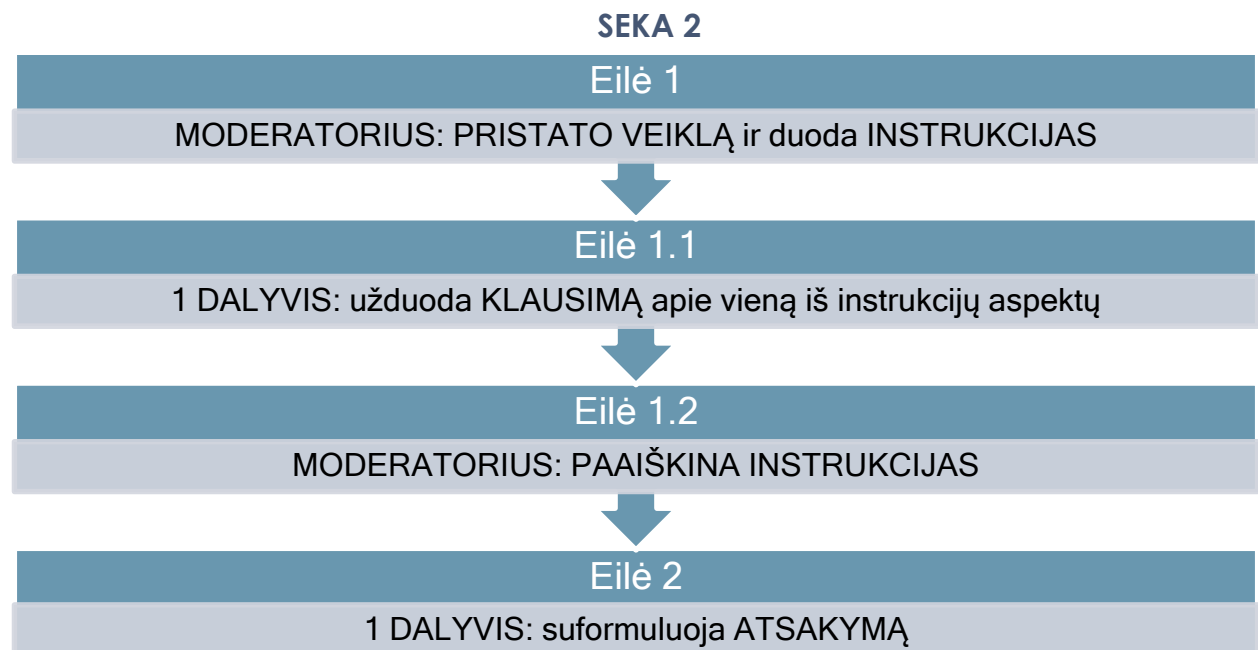 SEKA 2
Eilė 1
MODERATORIUS: PRISTATO VEIKLĄ ir duoda INSTRUKCIJAS
Eilė 1.1
1 DALYVIS: užduoda KLAUSIMĄ apie vieną iš instrukcijų aspektų
Eilė 1.2
MODERATORIUS: PAAIŠKINA INSTRUKCIJAS
Eilė 2
1 DALYVIS: suformuluoja ATSAKYMĄ